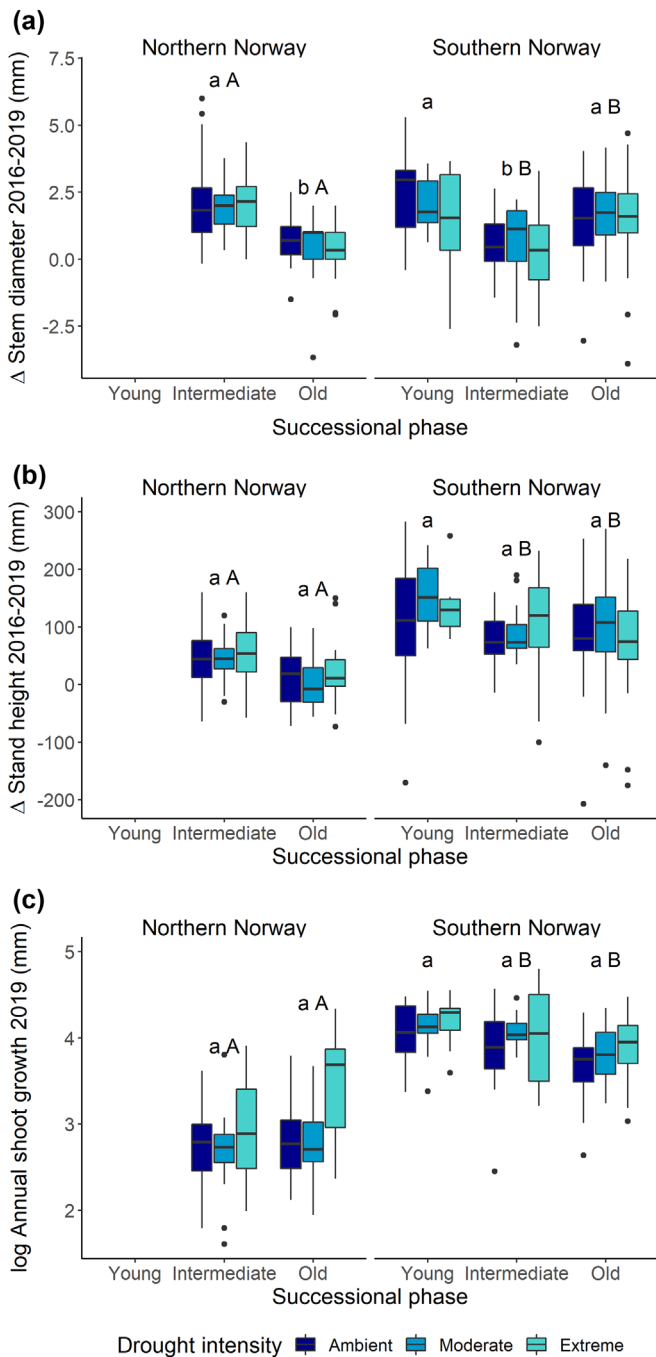 (a)
Northern Norway Southern Norway
Δ Stem diameter 2016-2019 (mm)
7.5
5.0
2.5
0.0
-2.5
a A
b A
a
b B
a B
Young Intermediate Old Young Intermediate Old
Successional phase
(b)
Northern Norway Southern Norway
Δ Stand height 2016-2019 (mm)
300
200
100
0
-100
-200
a A
a A
a
a B
a B
Young Intermediate Old Young Intermediate Old
Successional phase
(c)
Northern Norway Southern Norway
log Annual shoot growth 2019 (mm)
5
4
3
2
a A
a A
a
a B
a B
Young Intermediate Old Young Intermediate Old
Successional phase
Drought intensity Ambient Moderate Extreme